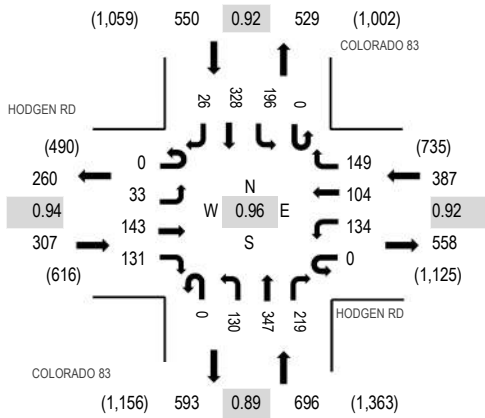 (1,059) 550 0.92 529 (1,002)
COLORADO 83
HODGEN RD
26 328 196 0
(490) (735)
0 149
260 387
33 N 104
0.94 W 0.96 E 0.92
143 134
307 S 558
131 0
(616) (1,125)
0 130 347 219
HODGEN RD
COLORADO 83
(1,156) 593 0.89 696 (1,363)